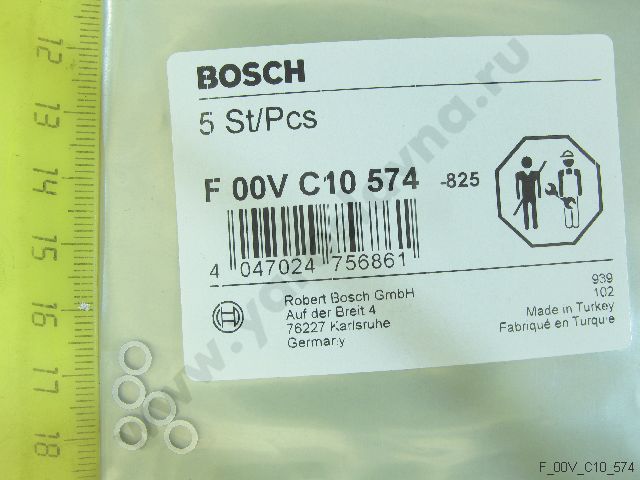 BOSCH
5 St/Pcs
F 00V C10 574 -825
4 047024 756861
Robert Bosch GmbH
Auf der Breit 4
76227 Karlsruhe
Germany
939
102
Made in Turkey
Fabriqué en Turquie
12
13
14
15
16
17
18
F_00V_C10_574